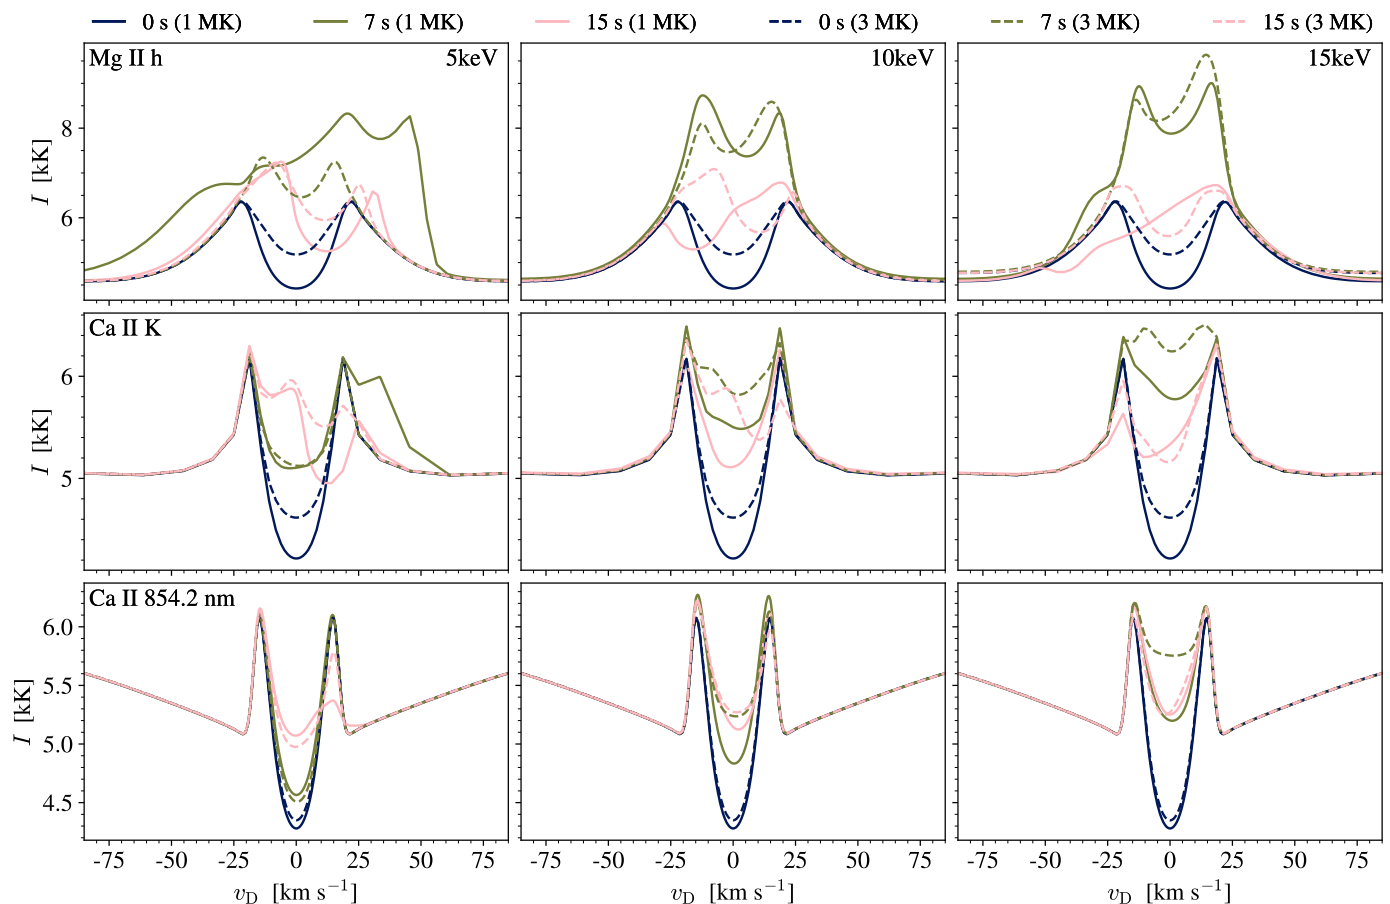 0 s (1 MK) 7 s (1 MK) 15 s (1 MK) 0 s (3 MK) 7 s (3 MK) 15 s (3 MK)
Mg II h 5keV 10keV 15keV
8
6
I [kK]
Ca II K
6
5
I [kK]
Ca II 854.2 nm
6.0
5.5
5.0
4.5
I [kK]
-75 -50 -25 0 25 50 75 -75 -50 -25 0 25 50 75 -75 -50 -25 0 25 50 75
v_D [km s⁻¹] v_D [km s⁻¹] v_D [km s⁻¹]